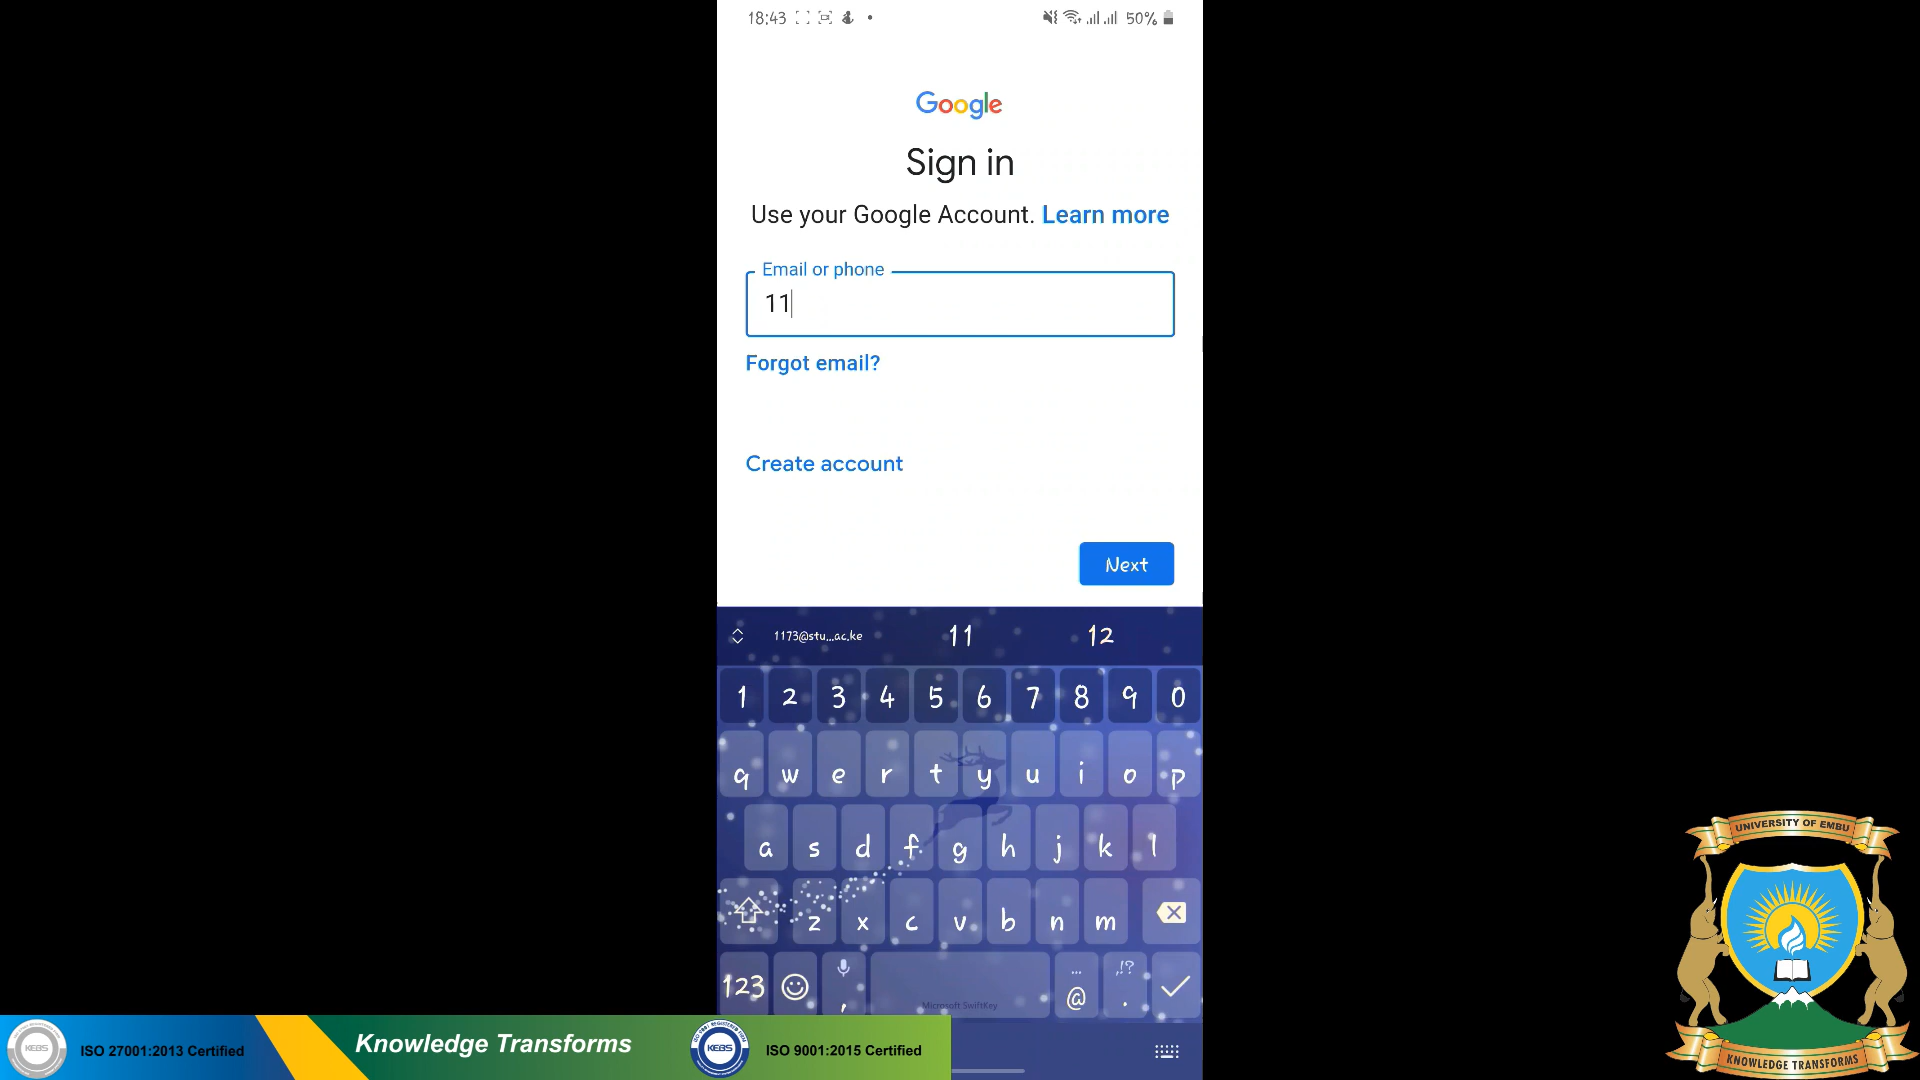 18:43
50%
Google
Sign in
Use your Google Account. Learn more
Email or phone
11
Forgot email?
Create account
Next
1173@stu...ac.ke 11 12
1 2 3 4 5 6 7 8 9 0
q w e r t y u i o p
a s d f g h j k l
z x c v b n m
123 , ... @ ,!? .
Microsoft SwiftKey
KEBS
ISO 27001:2013 Certified
Knowledge Transforms
KEBS
ISO 9001:2015 Certified
UNIVERSITY OF EMBU
KNOWLEDGE TRANSFORMS